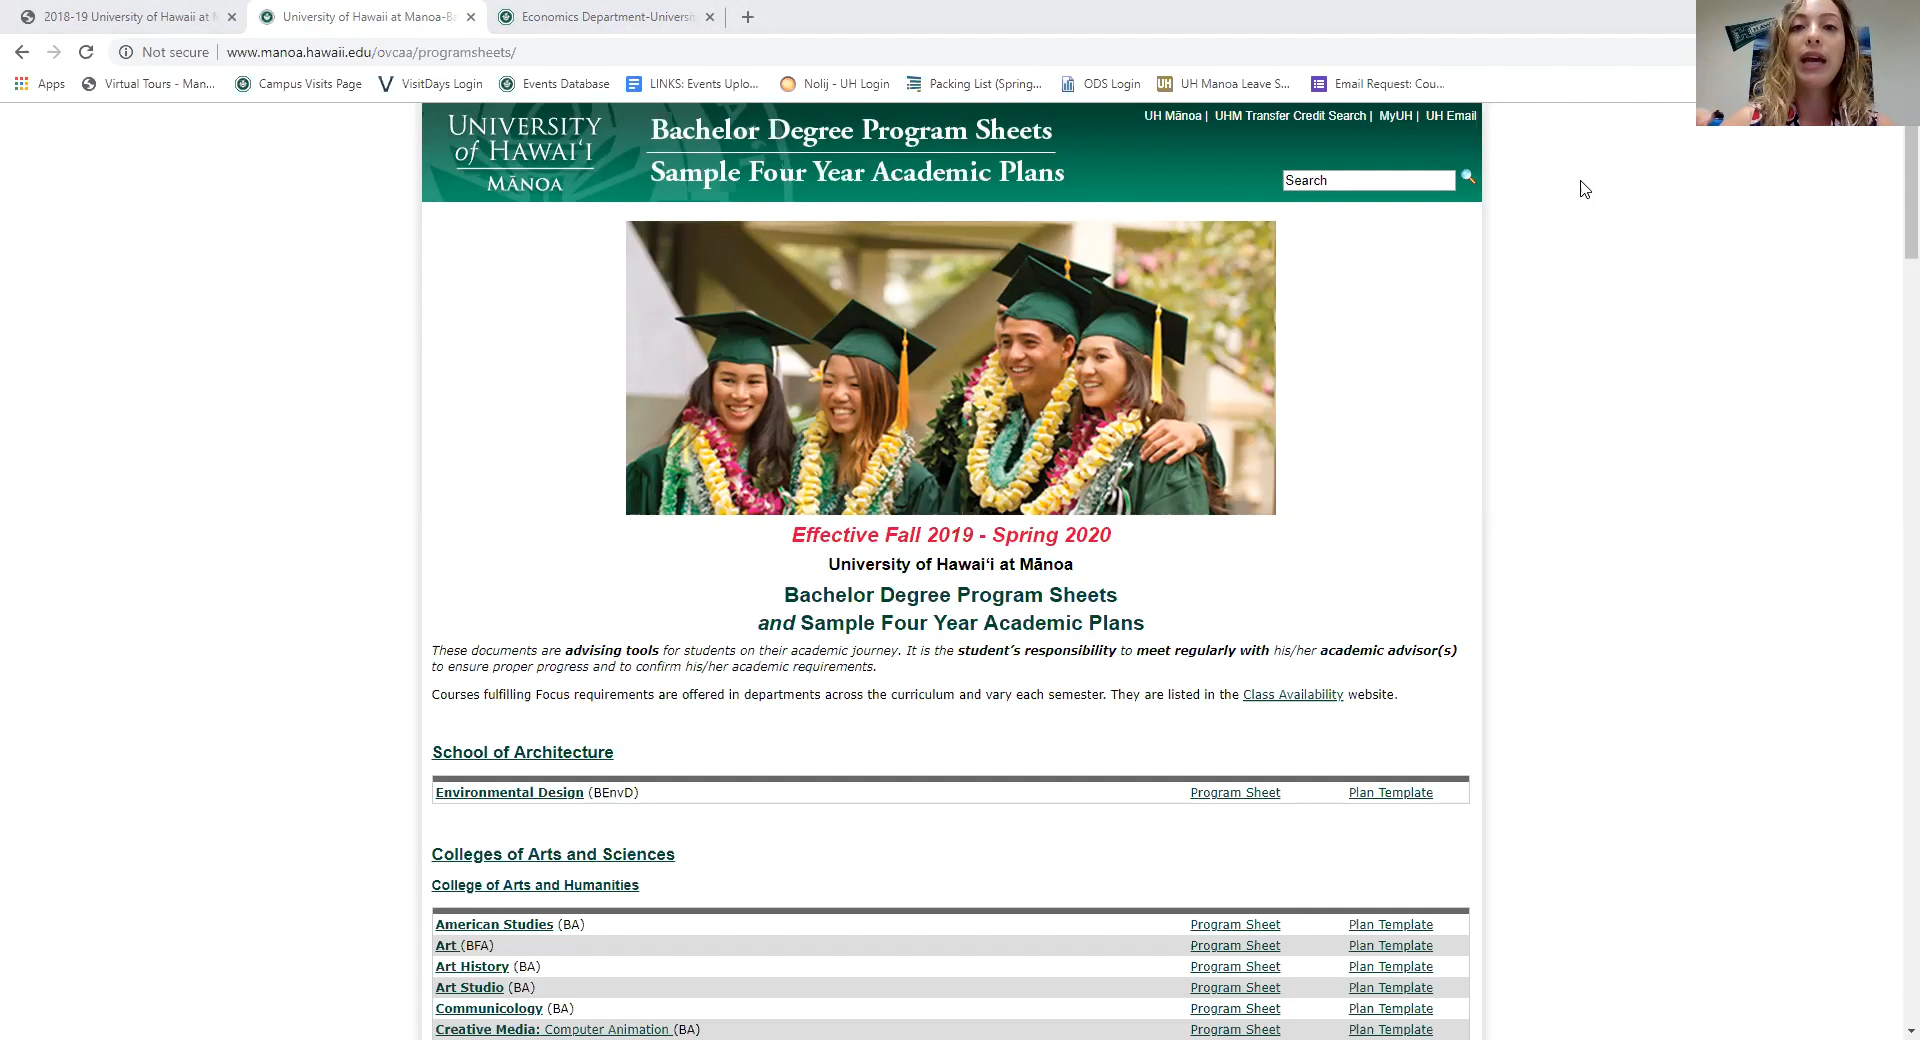 2018-19 University of Hawaii at M
University of Hawaii at Manoa-Ba
Economics Department-Universi
Not secure
www.manoa.hawaii.edu/ovcaa/programsheets/
Apps
Virtual Tours - Man...
Campus Visits Page
VisitDays Login
Events Database
LINKS: Events Uplo...
Nolij - UH Login
Packing List (Spring...
ODS Login
UH Manoa Leave S...
Email Request: Cou...
UNIVERSITY
of HAWAIʻI
MĀNOA
Bachelor Degree Program Sheets
Sample Four Year Academic Plans
UH Mānoa | UHM Transfer Credit Search | MyUH | UH Email
Search
Effective Fall 2019 - Spring 2020
University of Hawaiʻi at Mānoa
Bachelor Degree Program Sheets
and Sample Four Year Academic Plans
These documents are advising tools for students on their academic journey. It is the student's responsibility to meet regularly with his/her academic advisor(s)
to ensure proper progress and to confirm his/her academic requirements.
Courses fulfilling Focus requirements are offered in departments across the curriculum and vary each semester. They are listed in the Class Availability website.
School of Architecture
Environmental Design (BEnvD) Program Sheet Plan Template
Colleges of Arts and Sciences
College of Arts and Humanities
American Studies (BA) Program Sheet Plan Template
Art (BFA) Program Sheet Plan Template
Art History (BA) Program Sheet Plan Template
Art Studio (BA) Program Sheet Plan Template
Communicology (BA) Program Sheet Plan Template
Creative Media: Computer Animation (BA) Program Sheet Plan Template